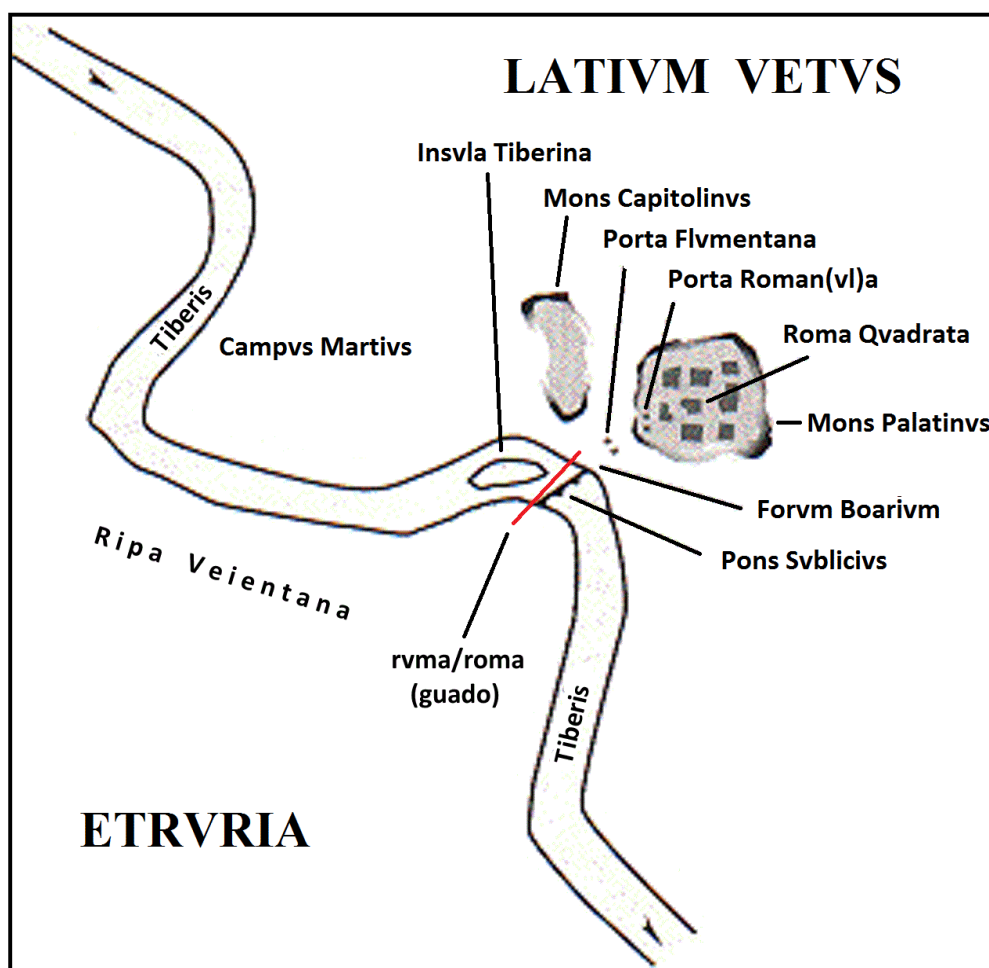 LATIVM VETVS
Insvla Tiberina
Mons Capitolinvs
Porta Flvmentana
Porta Roman(vl)a
Roma Qvadrata
Tiberis
Campvs Martivs
Mons Palatinvs
Forvm Boarivm
Ripa Veientana
Pons Svblicivs
rvma/roma
(guado)
Tiberis
ETRVRIA